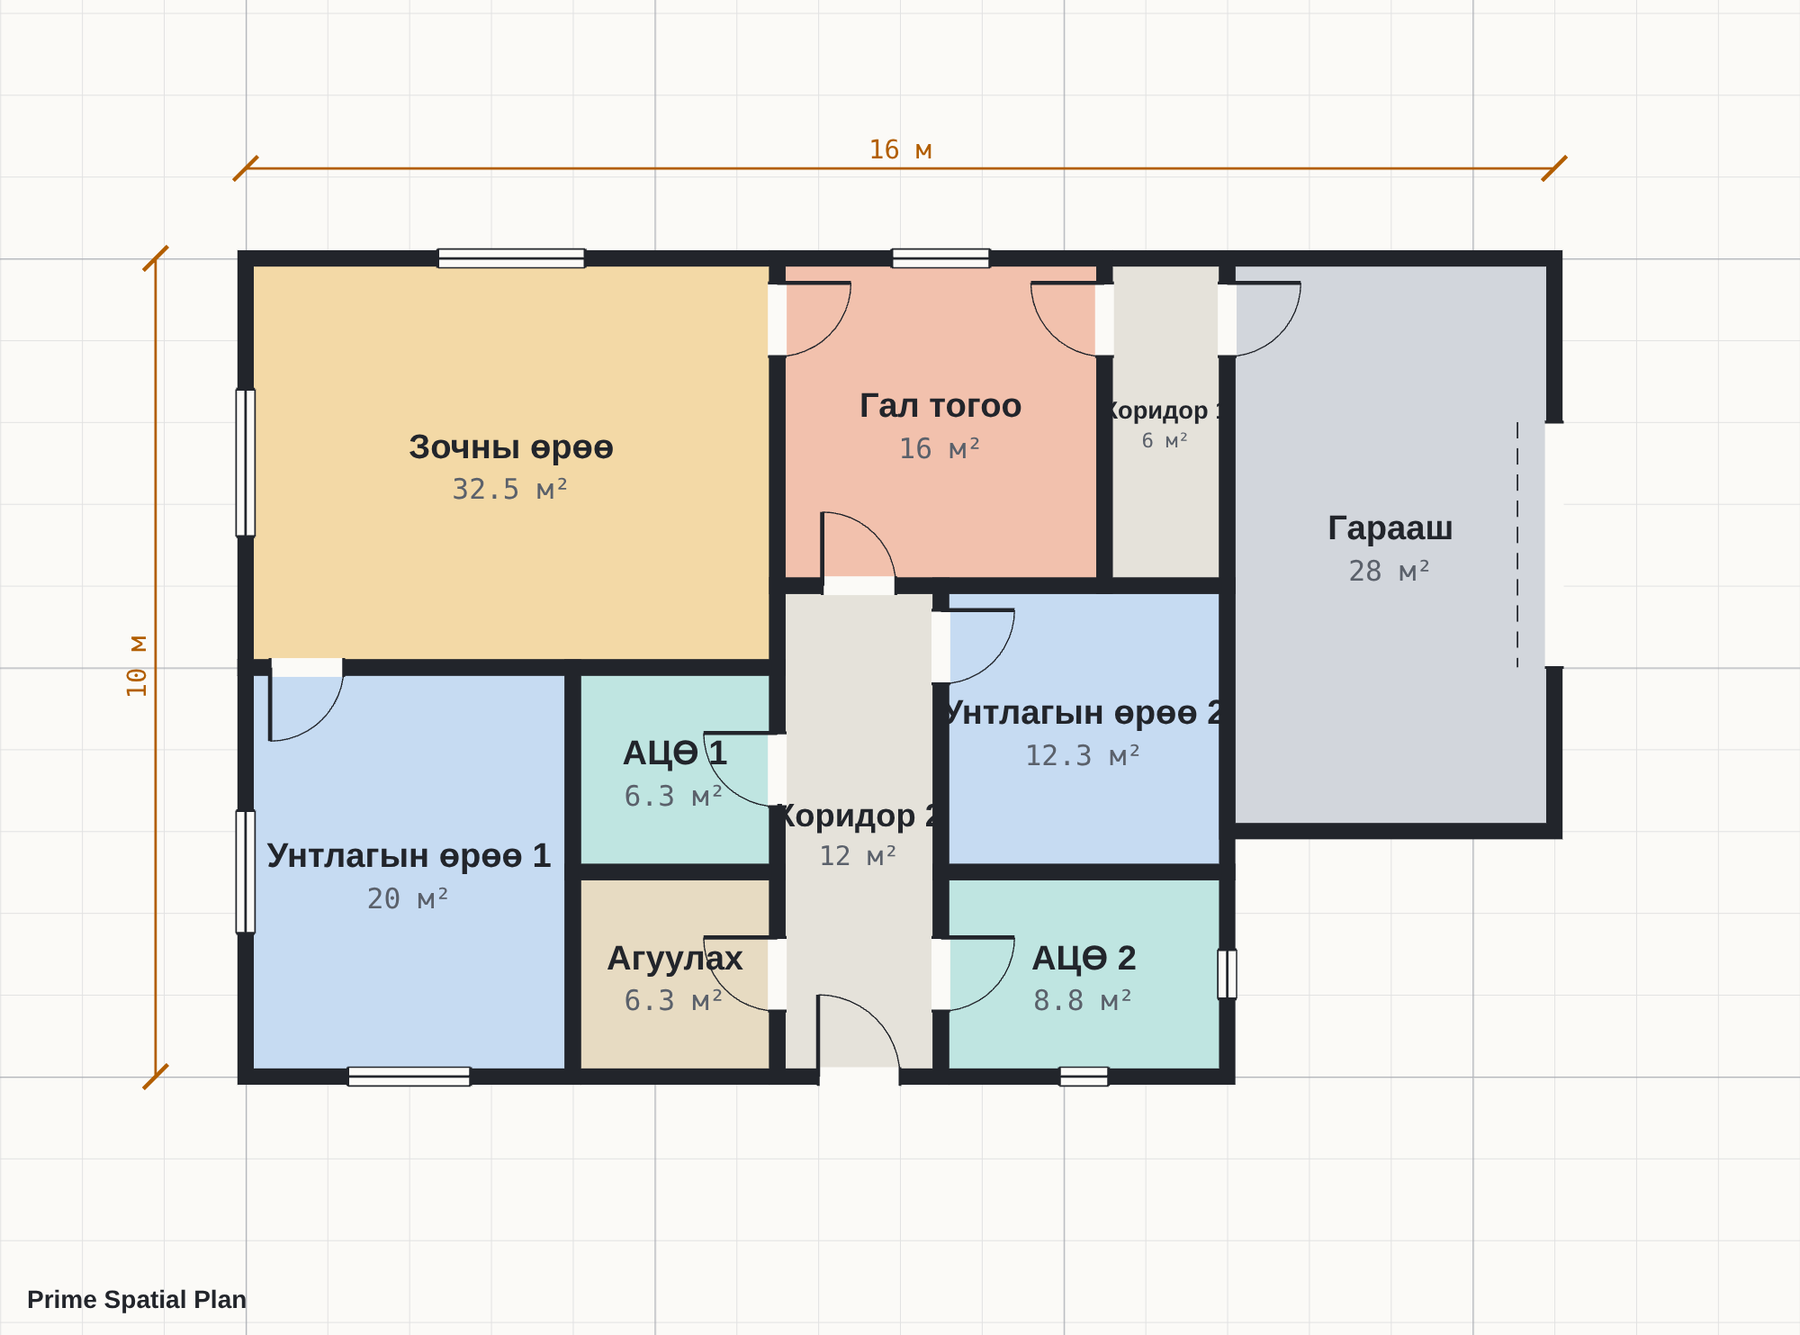 16 м
10 м
Зочны өрөө
32.5 м²
Гал тогоо
16 м²
Коридор 1
6 м²
Гарааш
28 м²
Унтлагын өрөө 1
20 м²
АЦӨ 1
6.3 м²
Коридор 2
12 м²
Унтлагын өрөө 2
12.3 м²
Агуулах
6.3 м²
АЦӨ 2
8.8 м²
Prime Spatial Plan